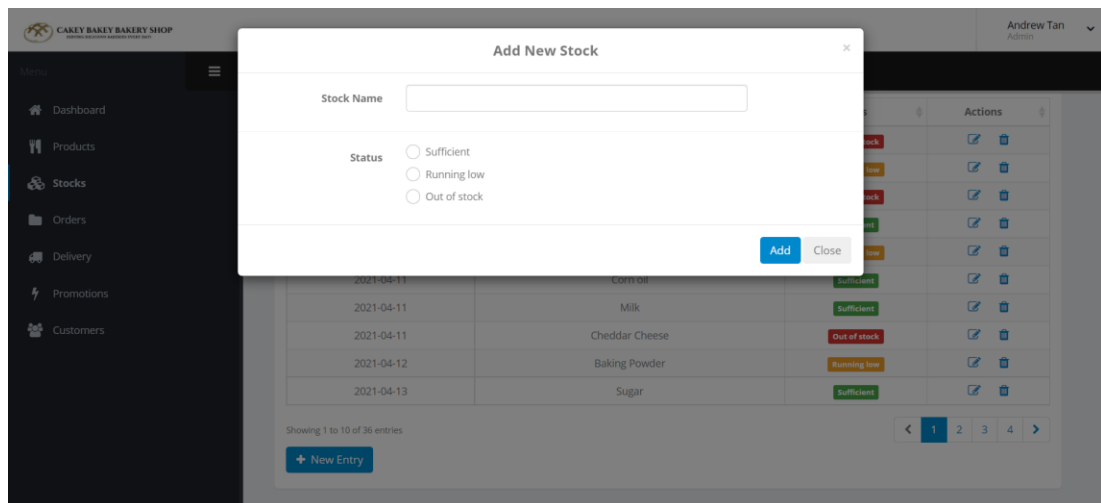 CAKEY BAKEY BAKERY SHOP
Andrew Tan
Admin
Menu
Dashboard
Products
Stocks
Orders
Delivery
Promotions
Customers
Add New Stock
×
Stock Name
Status
Sufficient
Running low
Out of stock
Add Close
Actions
2021-04-11 Corn oil Sufficient
2021-04-11 Milk Sufficient
2021-04-11 Cheddar Cheese Out of stock
2021-04-12 Baking Powder Running low
2021-04-13 Sugar Sufficient
Showing 1 to 10 of 36 entries
1 2 3 4
+ New Entry